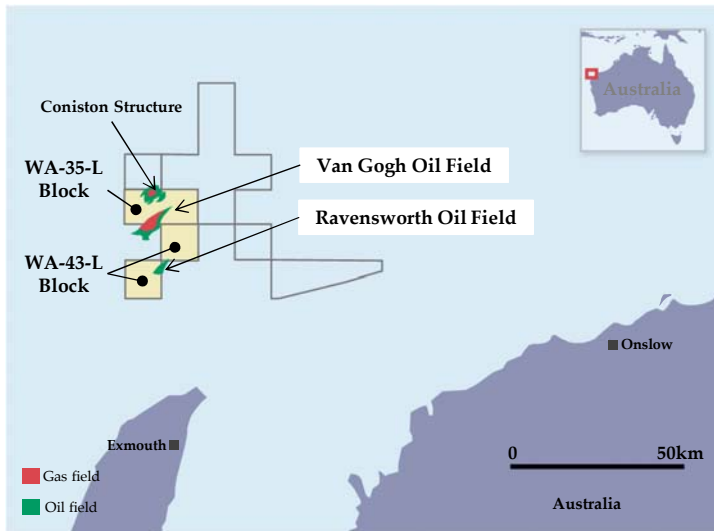 Coniston Structure
Australia
WA-35-L
Block
Van Gogh Oil Field
Ravensworth Oil Field
WA-43-L
Block
Onslow
Exmouth
0 50km
Gas field
Oil field
Australia